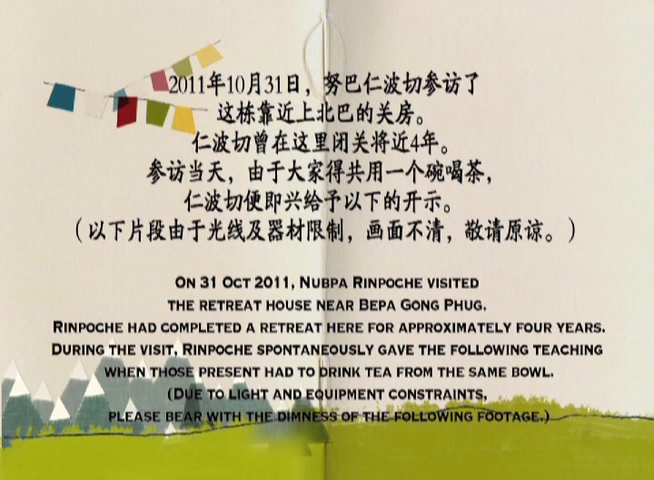 2011年10月31日，努巴仁波切参访了
这栋靠近上北巴的关房。
仁波切曾在这里闭关将近4年。
参访当天，由于大家得共用一个碗喝茶，
仁波切便即兴给予以下的开示。
（以下片段由于光线及器材限制，画面不清，敬请原谅。）
On 31 Oct 2011, Nubpa Rinpoche visited
the retreat house near Bepa Gong Phug.
Rinpoche had completed a retreat here for approximately four years.
During the visit, Rinpoche spontaneously gave the following teaching
when those present had to drink tea from the same bowl.
(Due to light and equipment constraints,
please bear with the dimness of the following footage.)